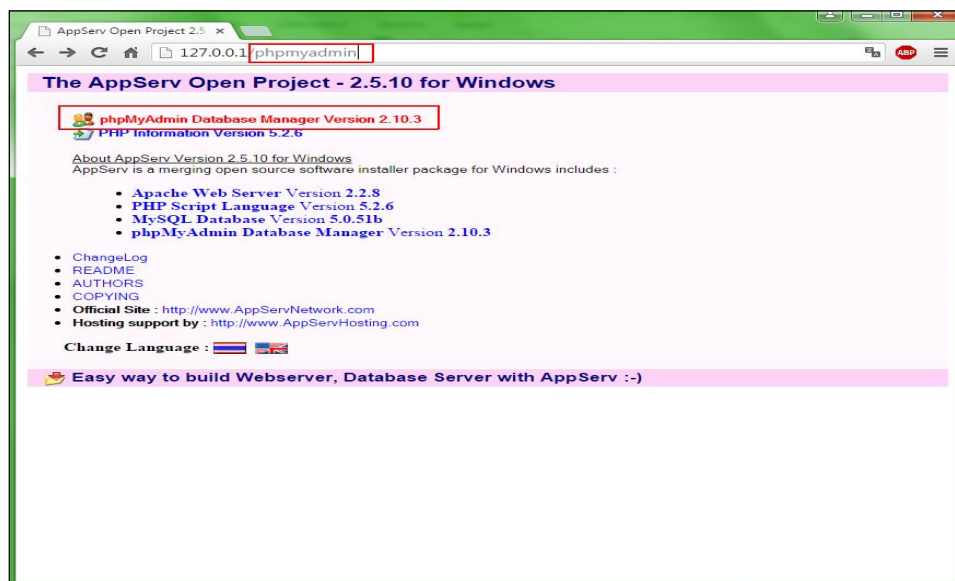 AppServ Open Project 2.5
127.0.0.1/phpmyadmin
ABP
The AppServ Open Project - 2.5.10 for Windows
phpMyAdmin Database Manager Version 2.10.3
PHP Information Version 5.2.6
About AppServ Version 2.5.10 for Windows
AppServ is a merging open source software installer package for Windows includes :
• Apache Web Server Version 2.2.8
• PHP Script Language Version 5.2.6
• MySQL Database Version 5.0.51b
• phpMyAdmin Database Manager Version 2.10.3
• ChangeLog
• README
• AUTHORS
• COPYING
• Official Site : http://www.AppServNetwork.com
• Hosting support by : http://www.AppServHosting.com
Change Language :
Easy way to build Webserver, Database Server with AppServ :-)